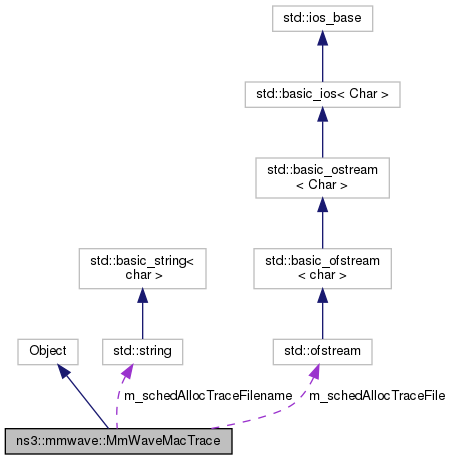 std::ios_base
std::basic_ios< Char >
std::basic_ostream
< Char >
std::basic_string<
char >
std::basic_ofstream
< char >
Object
std::string
std::ofstream
m_schedAllocTraceFilename
m_schedAllocTraceFile
ns3::mmwave::MmWaveMacTrace